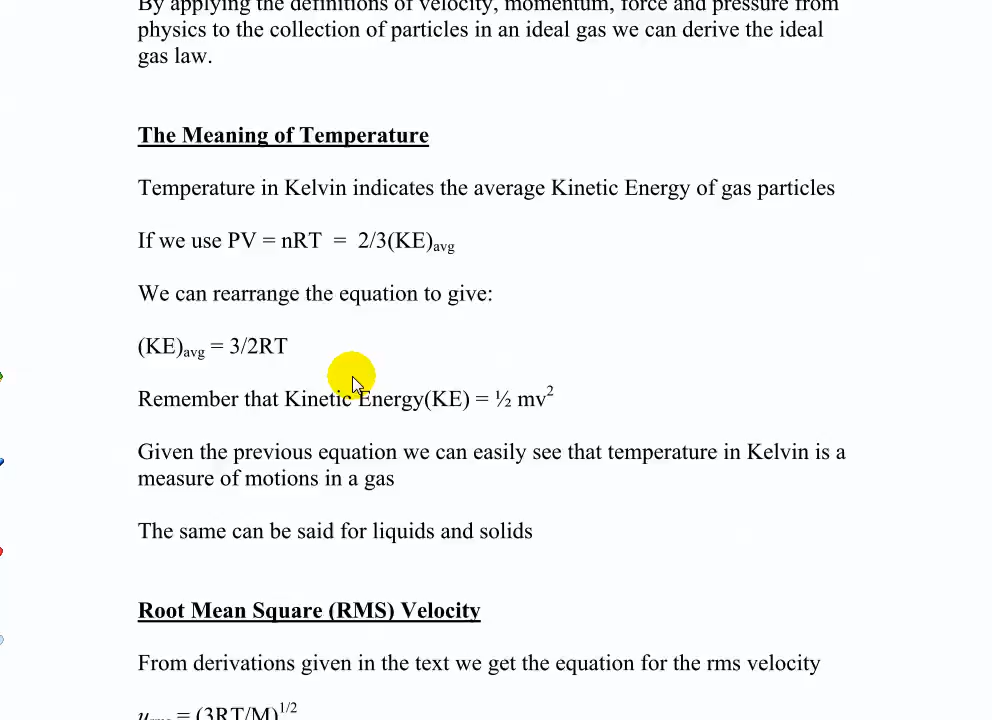 By applying the definitions of velocity, momentum, force and pressure from
physics to the collection of particles in an ideal gas we can derive the ideal
gas law.
The Meaning of Temperature
Temperature in Kelvin indicates the average Kinetic Energy of gas particles
If we use PV = nRT = 2/3(KE)avg
We can rearrange the equation to give:
(KE)avg = 3/2RT
Remember that Kinetic Energy(KE) = ½ mv²
Given the previous equation we can easily see that temperature in Kelvin is a
measure of motions in a gas
The same can be said for liquids and solids
Root Mean Square (RMS) Velocity
From derivations given in the text we get the equation for the rms velocity
urms = (3RT/M)^1/2